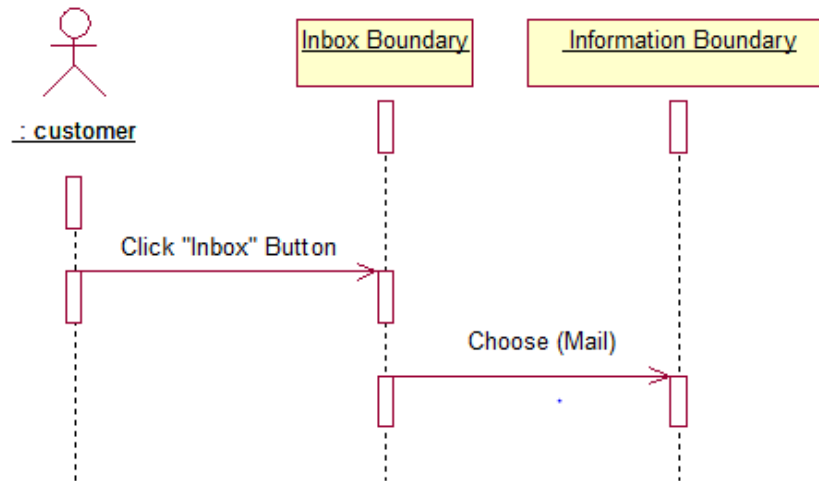 Inbox Boundary
Information Boundary
: customer
Click "Inbox" Button
Choose (Mail)